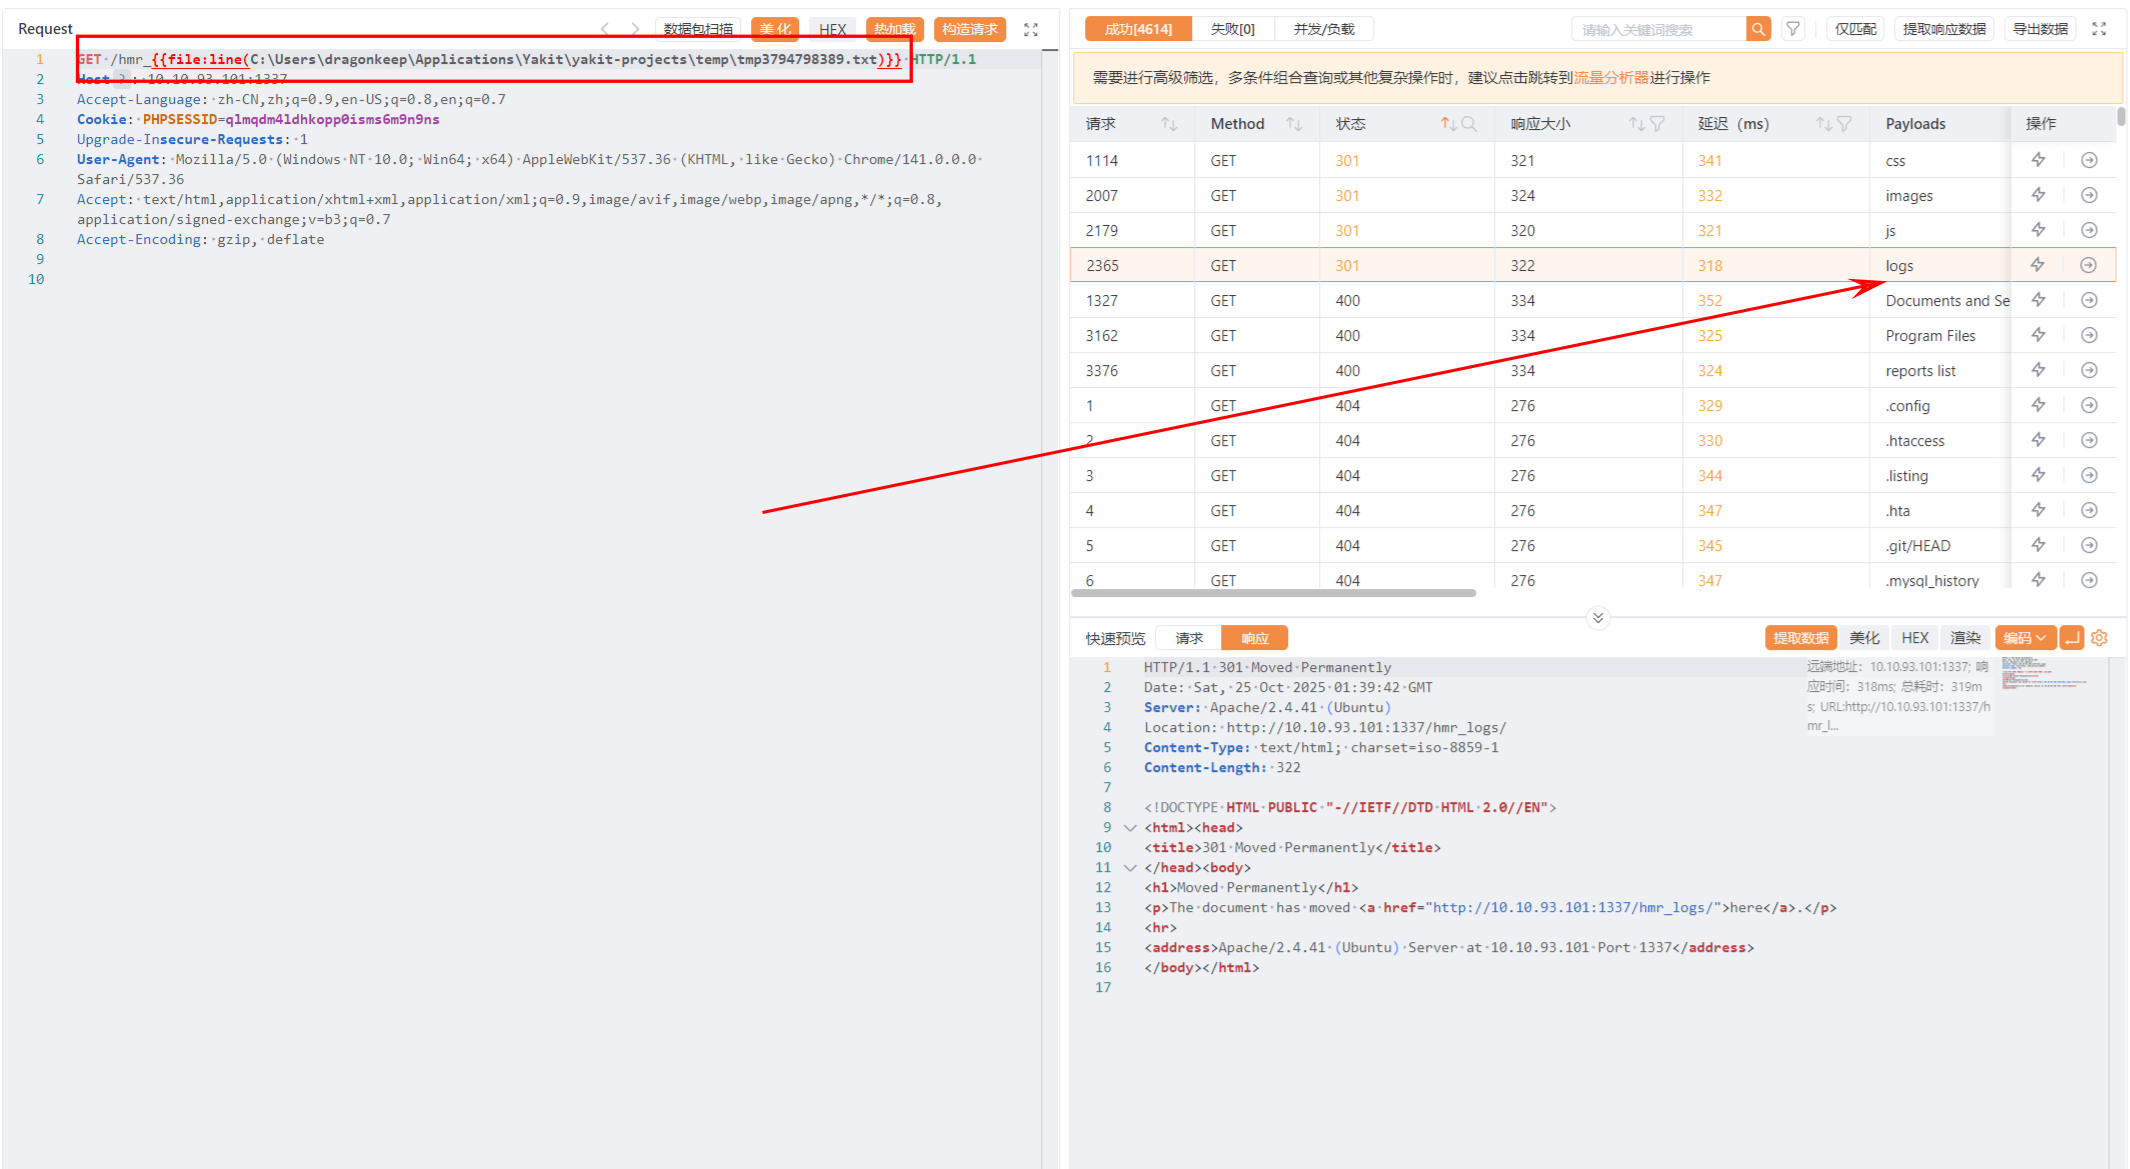 Request
数据包扫描 美化 HEX 热加载 构造请求
1 GET /hmr_{{file:line(C:\Users\dragonkeep\Applications\Yakit\yakit-projects\temp\tmp3794798389.txt)}} HTTP/1.1
2 Host : 10.10.93.101:1337
3 Accept-Language: zh-CN,zh;q=0.9,en-US;q=0.8,en;q=0.7
4 Cookie: PHPSESSID=qlmqdm4ldhkopp0isms6m9n9ns
5 Upgrade-Insecure-Requests: 1
6 User-Agent: Mozilla/5.0 (Windows NT 10.0; Win64; x64) AppleWebKit/537.36 (KHTML, like Gecko) Chrome/141.0.0.0
Safari/537.36
7 Accept: text/html,application/xhtml+xml,application/xml;q=0.9,image/avif,image/webp,image/apng,*/*;q=0.8,
application/signed-exchange;v=b3;q=0.7
8 Accept-Encoding: gzip, deflate
9
10
成功[4614] 失败[0] 并发/负载 请输入关键词搜索 仅匹配 提取响应数据 导出数据
需要进行高级筛选，多条件组合查询或其他复杂操作时，建议点击跳转到流量分析器进行操作
请求 Method 状态 响应大小 延迟（ms） Payloads 操作
1114 GET 301 321 341 css
2007 GET 301 324 332 images
2179 GET 301 320 321 js
2365 GET 301 322 318 logs
1327 GET 400 334 352 Documents and Se
3162 GET 400 334 325 Program Files
3376 GET 400 334 324 reports list
1 GET 404 276 329 .config
2 GET 404 276 330 .htaccess
3 GET 404 276 344 .listing
4 GET 404 276 347 .hta
5 GET 404 276 345 .git/HEAD
6 GET 404 276 347 .mysql_history
快速预览 请求 响应 提取数据 美化 HEX 渲染 编码
远端地址：10.10.93.101:1337; 响
应时间：318ms; 总耗时：319m
s; URL:http://10.10.93.101:1337/h
mr_l...
1 HTTP/1.1 301 Moved Permanently
2 Date: Sat, 25 Oct 2025 01:39:42 GMT
3 Server: Apache/2.4.41 (Ubuntu)
4 Location: http://10.10.93.101:1337/hmr_logs/
5 Content-Type: text/html; charset=iso-8859-1
6 Content-Length: 322
7
8 <!DOCTYPE HTML PUBLIC "-//IETF//DTD HTML 2.0//EN">
9 <html><head>
10 <title>301 Moved Permanently</title>
11 </head><body>
12 <h1>Moved Permanently</h1>
13 <p>The document has moved <a href="http://10.10.93.101:1337/hmr_logs/">here</a>.</p>
14 <hr>
15 <address>Apache/2.4.41 (Ubuntu) Server at 10.10.93.101 Port 1337</address>
16 </body></html>
17